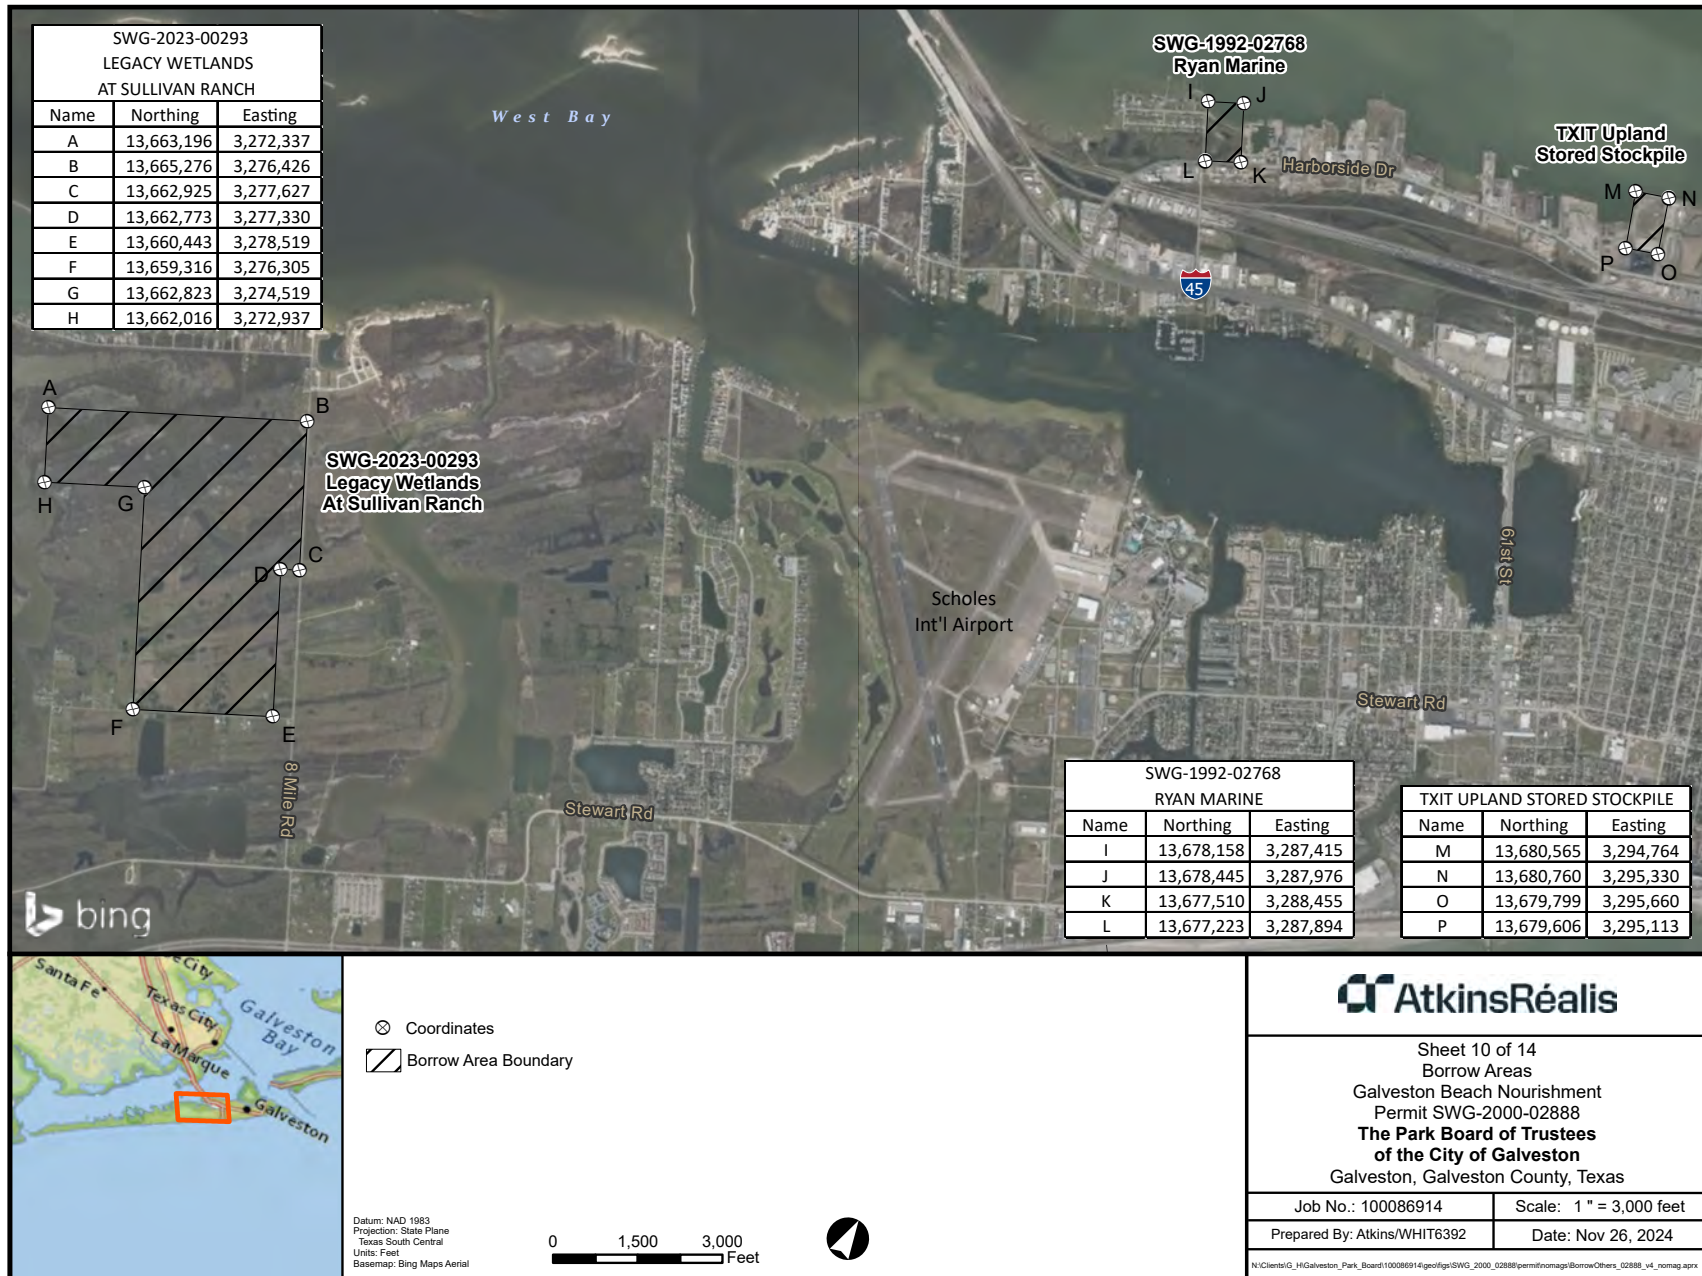 SWG-2023-00293
LEGACY WETLANDS
AT SULLIVAN RANCH
Name Northing Easting
A 13,663,196 3,272,337
B 13,665,276 3,276,426
C 13,662,925 3,277,627
D 13,662,773 3,277,330
E 13,660,443 3,278,519
F 13,659,316 3,276,305
G 13,662,823 3,274,519
H 13,662,016 3,272,937
West Bay
SWG-1992-02768
Ryan Marine
I
J
L
K
Harborside Dr
TXIT Upland
Stored Stockpile
M
N
P
O
45
A
B
SWG-2023-00293
Legacy Wetlands
At Sullivan Ranch
H
G
C
D
F
E
8 Mile Rd
Scholes
Int'l Airport
61st St
Stewart Rd
Stewart Rd
SWG-1992-02768
RYAN MARINE
Name Northing Easting
I 13,678,158 3,287,415
J 13,678,445 3,287,976
K 13,677,510 3,288,455
L 13,677,223 3,287,894
TXIT UPLAND STORED STOCKPILE
Name Northing Easting
M 13,680,565 3,294,764
N 13,680,760 3,295,330
O 13,679,799 3,295,660
P 13,679,606 3,295,113
bing
Santa Fe
e City
Texas City
La Marque
Galveston
Bay
Galveston
Coordinates
Borrow Area Boundary
Datum: NAD 1983
Projection: State Plane
Texas South Central
Units: Feet
Basemap: Bing Maps Aerial
0 1,500 3,000
Feet
AtkinsRéalis
Sheet 10 of 14
Borrow Areas
Galveston Beach Nourishment
Permit SWG-2000-02888
The Park Board of Trustees
of the City of Galveston
Galveston, Galveston County, Texas
Job No.: 100086914
Scale: 1 " = 3,000 feet
Prepared By: Atkins/WHIT6392
Date: Nov 26, 2024
N:\Clients\G_H\Galveston_Park_Board\100086914\geo\figs\SWG_2000_02888\permit\nomags\BorrowOthers_02888_v4_nomag.aprx